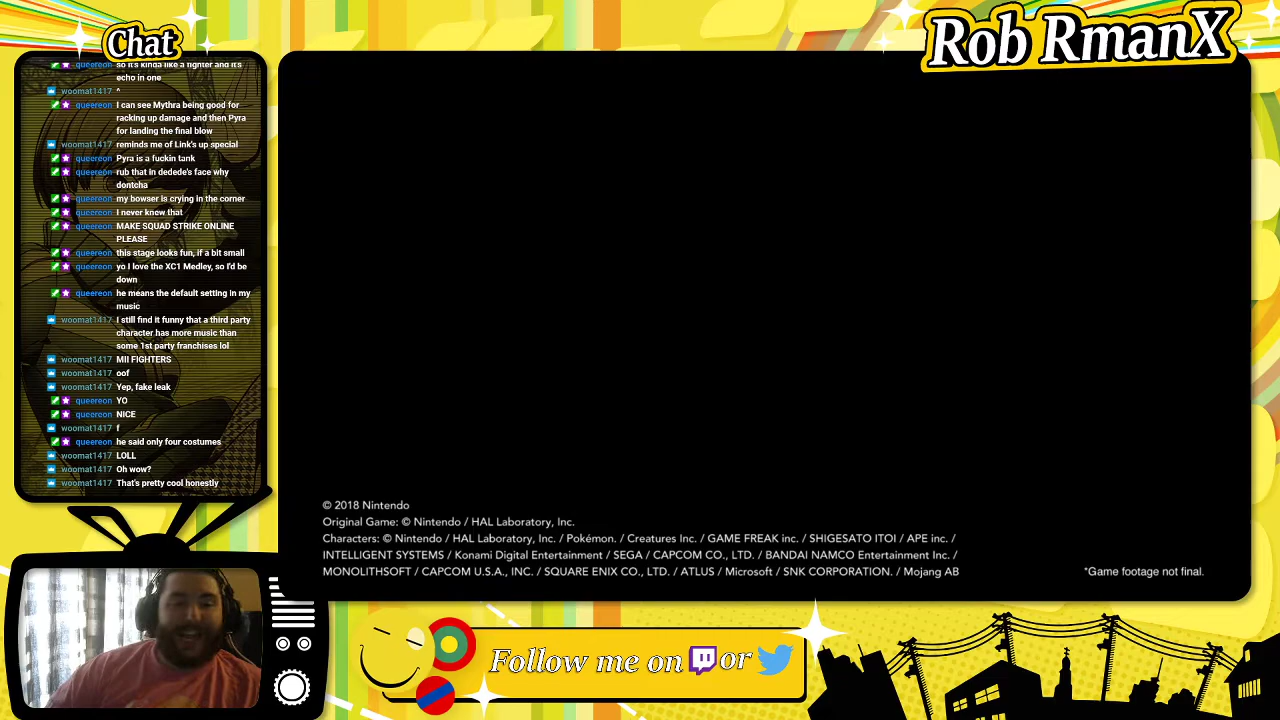 Chat
Rob RmanX
queereon so it's kinda like a fighter and it's
echo in one
woomat1417 ^
queereon I can see Mythra being good for
racking up damage and then Pyra
for landing the final blow
woomat1417 reminds me of Link's up special
queereon Pyra is a fuckin tank
queereon rub that in dedede's face why
dontcha
queereon my bowser is crying in the corner
queereon I never knew that
queereon MAKE SQUAD STRIKE ONLINE
PLEASE
queereon this stage looks fun, if a bit small
queereon yo I love the XC1 Medley, so I'd be
down
queereon he means the default setting in my
music
woomat1417 I still find it funny that a third party
character has more music than
some 1st party franchises lol
woomat1417 MII FIGHTERS
woomat1417 oof
woomat1417 Yep, fake leak
queereon YO
queereon NICE
woomat1417 f
queereon he said only four costumes
woomat1417 LOLL
woomat1417 Oh wow?
woomat1417 That's pretty cool honestly
© 2018 Nintendo
Original Game: © Nintendo / HAL Laboratory, Inc.
Characters: © Nintendo / HAL Laboratory, Inc. / Pokémon. / Creatures Inc. / GAME FREAK inc. / SHIGESATO ITOI / APE inc. /
INTELLIGENT SYSTEMS / Konami Digital Entertainment / SEGA / CAPCOM CO., LTD. / BANDAI NAMCO Entertainment Inc. /
MONOLITHSOFT / CAPCOM U.S.A., INC. / SQUARE ENIX CO., LTD. / ATLUS / Microsoft / SNK CORPORATION. / Mojang AB
*Game footage not final.
Follow me on or